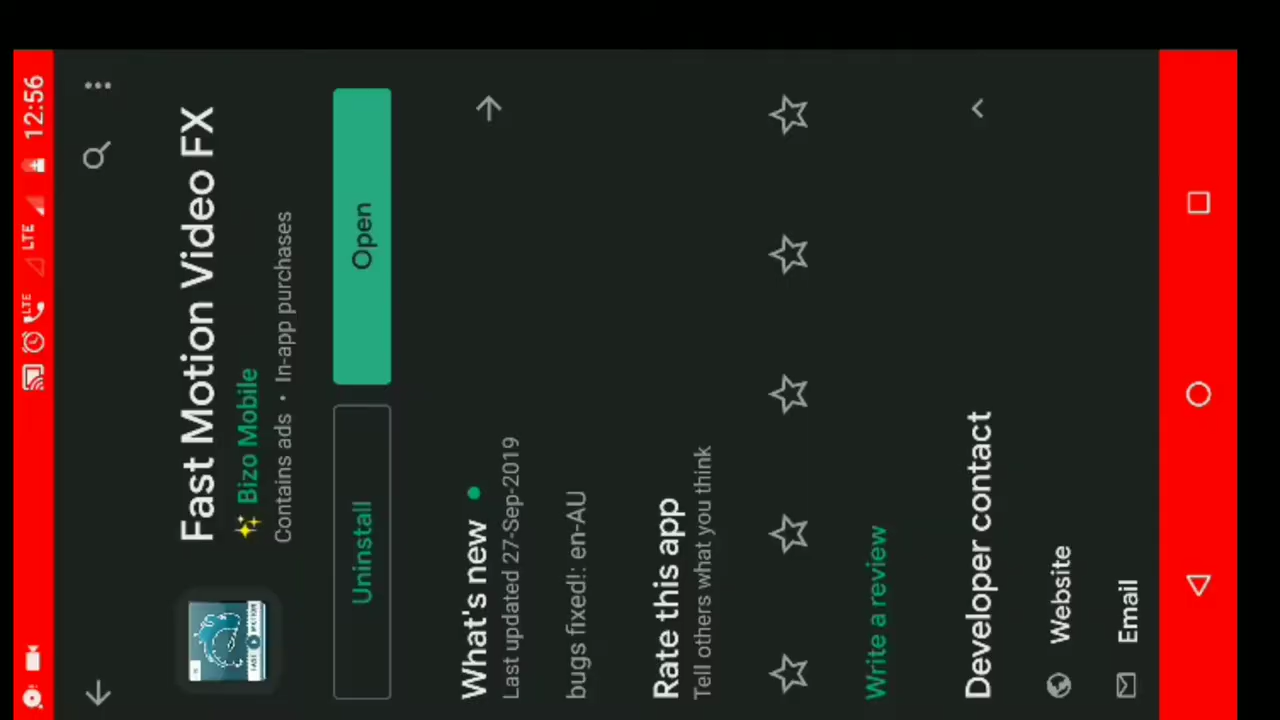 12:56
LTE
LTE
Fast Motion Video FX
Bizo Mobile
Contains ads • In-app purchases
Uninstall
Open
What's new
Last updated 27-Sep-2019
bugs fixed!: en-AU
Rate this app
Tell others what you think
Write a review
Developer contact
Website
Email